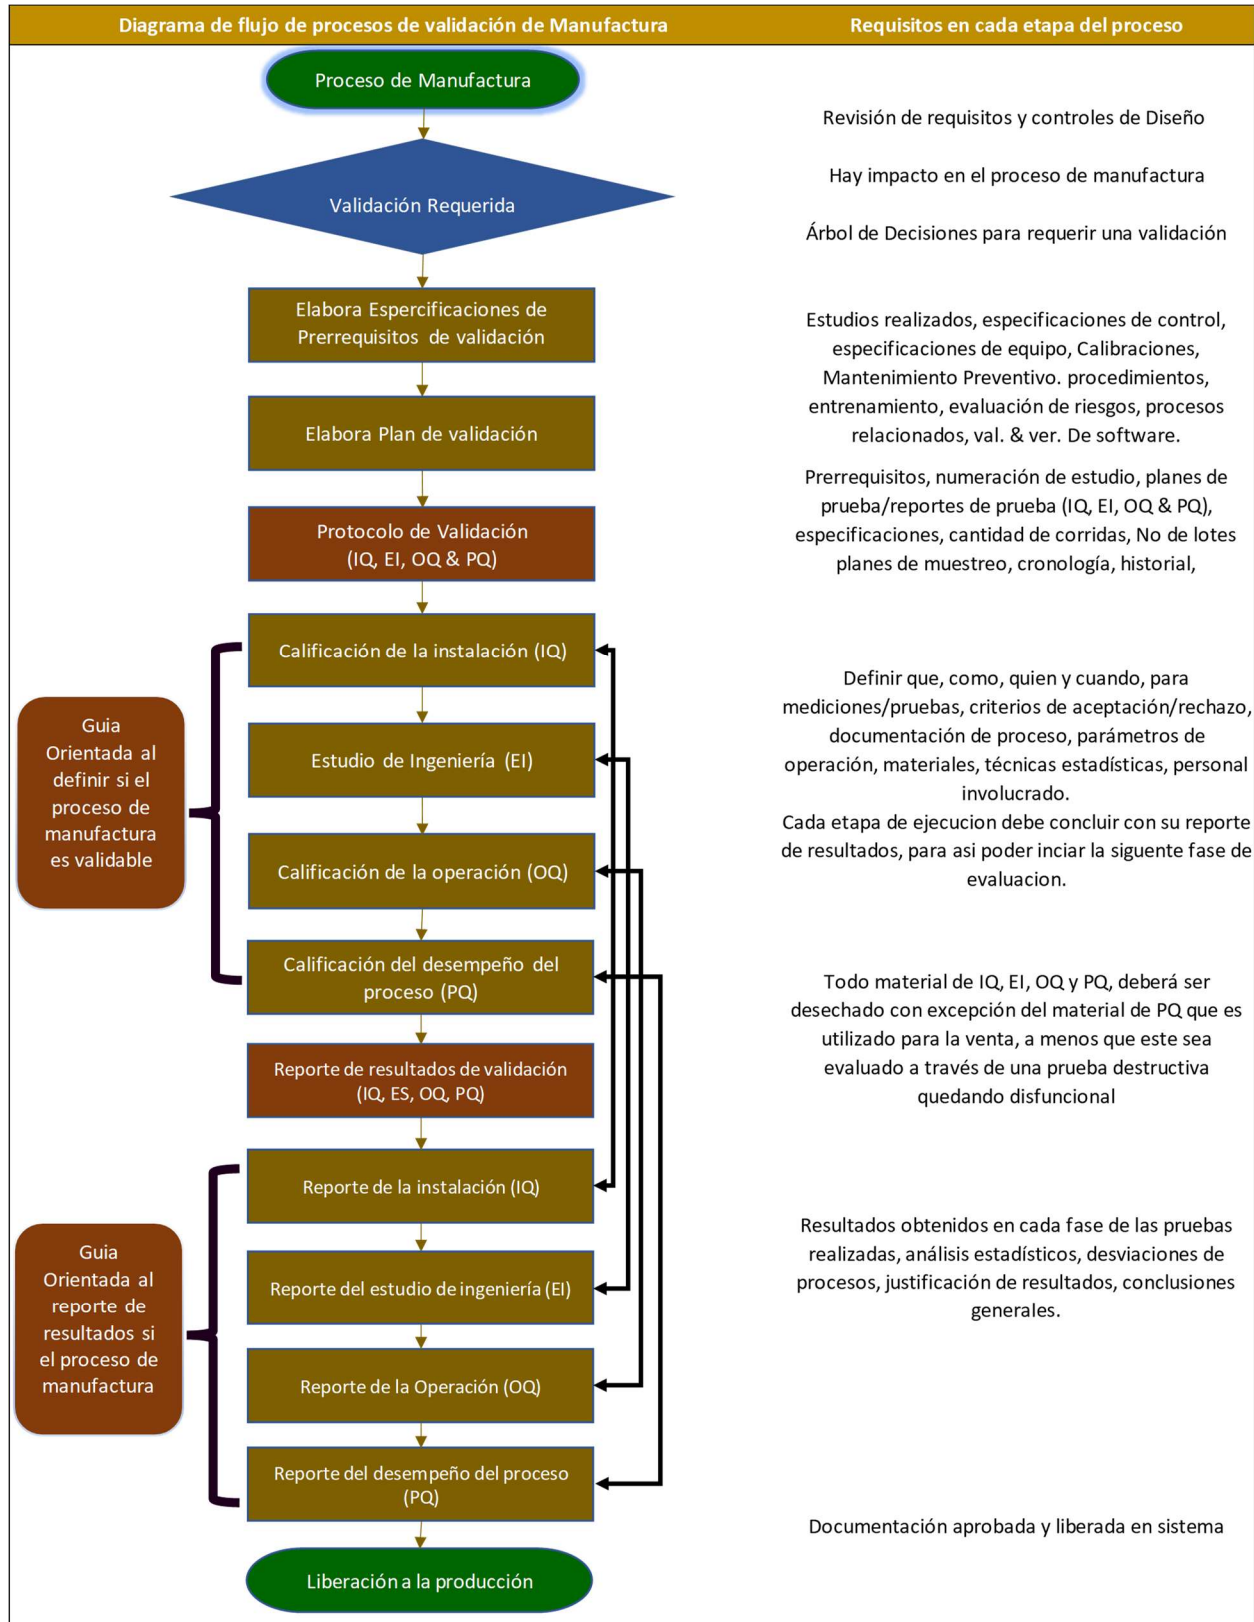 Diagrama de flujo de procesos de validación de Manufactura
Requisitos en cada etapa del proceso
Proceso de Manufactura
Revisión de requisitos y controles de Diseño
Hay impacto en el proceso de manufactura
Validación Requerida
Árbol de Decisiones para requerir una validación
Elabora Espercificaciones de
Prerrequisitos de validación
Estudios realizados, especificaciones de control,
especificaciones de equipo, Calibraciones,
Mantenimiento Preventivo. procedimientos,
entrenamiento, evaluación de riesgos, procesos
relacionados, val. & ver. De software.
Elabora Plan de validación
Prerrequisitos, numeración de estudio, planes de
prueba/reportes de prueba (IQ, EI, OQ & PQ),
especificaciones, cantidad de corridas, No de lotes
planes de muestreo, cronología, historial,
Protocolo de Validación
(IQ, EI, OQ & PQ)
Calificación de la instalación (IQ)
Guia
Orientada al
definir si el
proceso de
manufactura
es validable
Estudio de Ingeniería (EI)
Definir que, como, quien y cuando, para
mediciones/pruebas, criterios de aceptación/rechazo,
documentación de proceso, parámetros de
operación, materiales, técnicas estadísticas, personal
involucrado.
Cada etapa de ejecucion debe concluir con su reporte
de resultados, para asi poder inciar la siguente fase de
evaluacion.
Calificación de la operación (OQ)
Calificación del desempeño del
proceso (PQ)
Todo material de IQ, EI, OQ y PQ, deberá ser
desechado con excepción del material de PQ que es
utilizado para la venta, a menos que este sea
evaluado a través de una prueba destructiva
quedando disfuncional
Reporte de resultados de validación
(IQ, ES, OQ, PQ)
Reporte de la instalación (IQ)
Guia
Orientada al
reporte de
resultados si
el proceso de
manufactura
Reporte del estudio de ingeniería (EI)
Resultados obtenidos en cada fase de las pruebas
realizadas, análisis estadísticos, desviaciones de
procesos, justificación de resultados, conclusiones
generales.
Reporte de la Operación (OQ)
Reporte del desempeño del proceso
(PQ)
Documentación aprobada y liberada en sistema
Liberación a la producción